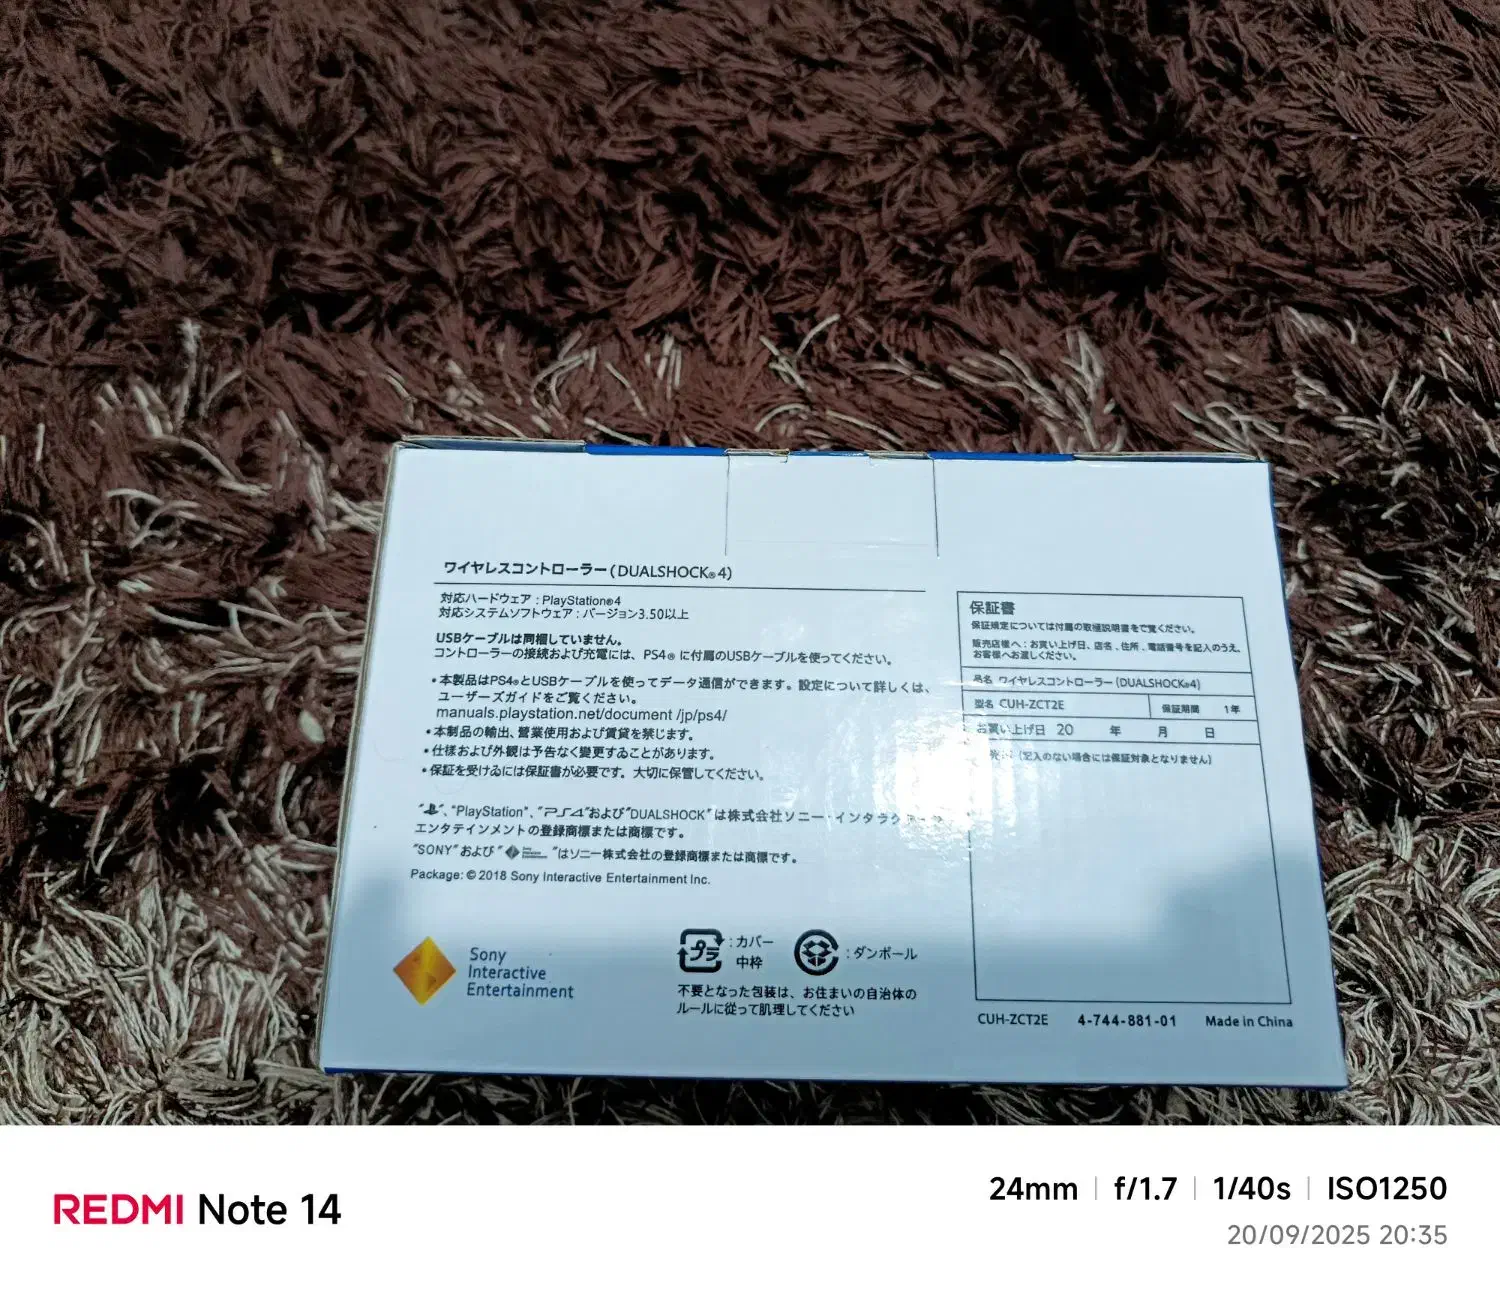 ワイヤレスコントローラー(DUALSHOCK®4)
対応ハードウェア : PlayStation®4
対応システムソフトウェア : バージョン3.50以上
USBケーブルは同梱していません。
コントローラーの接続および充電には、PS4® に付属のUSBケーブルを使ってください。
• 本製品はPS4®とUSBケーブルを使ってデータ通信ができます。設定について詳しくは、
ユーザーズガイドをご覧ください。
manuals.playstation.net/document /jp/ps4/
• 本製品の輸出、営業使用および賃貸を禁じます。
• 仕様および外観は予告なく変更することがあります。
• 保証を受けるには保証書が必要です。大切に保管してください。
"、"PlayStation"、"PS4"および"DUALSHOCK"は株式会社ソニー・インタラク
エンタテインメントの登録商標または商標です。
"SONY"および" "はソニー株式会社の登録商標または商標です。
Package: © 2018 Sony Interactive Entertainment Inc.
Sony
Interactive
Entertainment
プラ : カバー
中枠
: ダンボール
不要となった包装は、お住まいの自治体の
ルールに従って肌理してください
保証書
保証規定については付属の取扱説明書をご覧ください。
販売店様へ : お買い上げ日、店名、住所、電話番号を記入のうえ、
お客様へお渡しください。
品名 ワイヤレスコントローラー (DUALSHOCK®4)
型名 CUH-ZCT2E 保証期間 1年
お買い上げ日 20 年 月 日
(記入のない場合には保証対象となりません)
CUH-ZCT2E 4-744-881-01 Made in China
REDMI Note 14
24mm | f/1.7 | 1/40s | ISO1250
20/09/2025 20:35